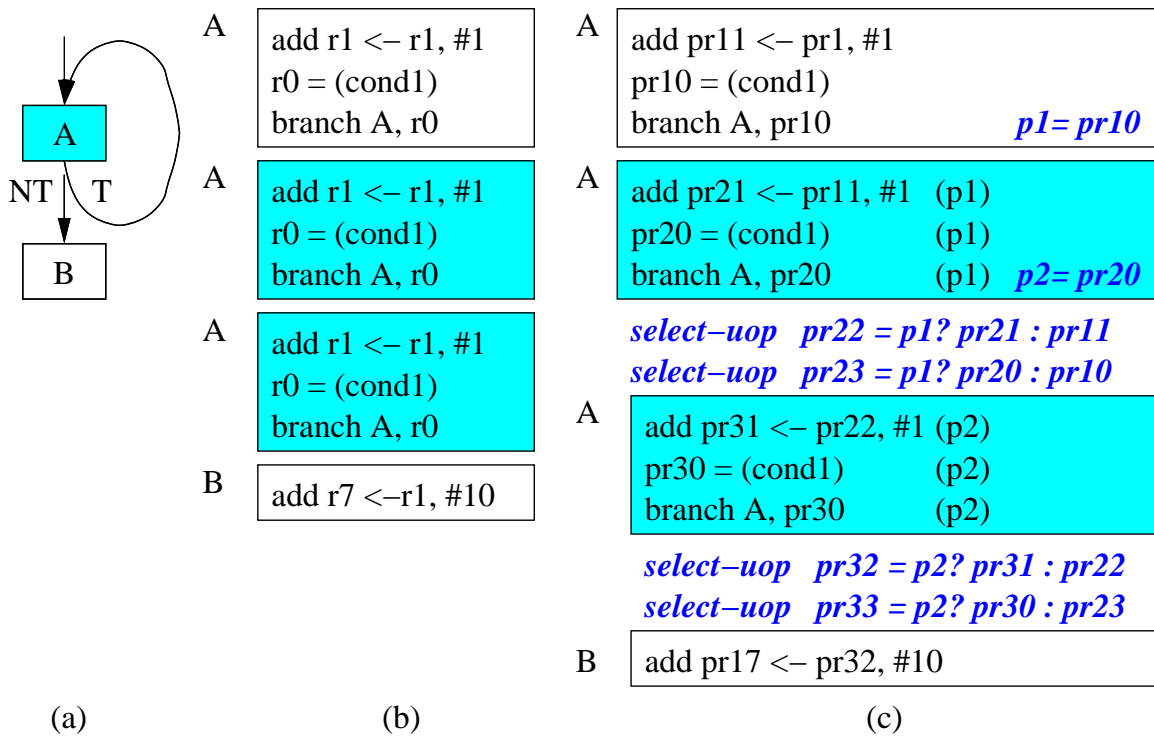 A
NT
T
B
(a)
A
add r1 <– r1, #1
r0 = (cond1)
branch A, r0
A
add r1 <– r1, #1
r0 = (cond1)
branch A, r0
A
add r1 <– r1, #1
r0 = (cond1)
branch A, r0
B
add r7 <–r1, #10
(b)
A
add pr11 <– pr1, #1
pr10 = (cond1)
branch A, pr10 p1= pr10
A
add pr21 <– pr11, #1 (p1)
pr20 = (cond1) (p1)
branch A, pr20 (p1) p2= pr20
select–uop pr22 = p1? pr21 : pr11
select–uop pr23 = p1? pr20 : pr10
A
add pr31 <– pr22, #1 (p2)
pr30 = (cond1) (p2)
branch A, pr30 (p2)
select–uop pr32 = p2? pr31 : pr22
select–uop pr33 = p2? pr30 : pr23
B
add pr17 <– pr32, #10
(c)